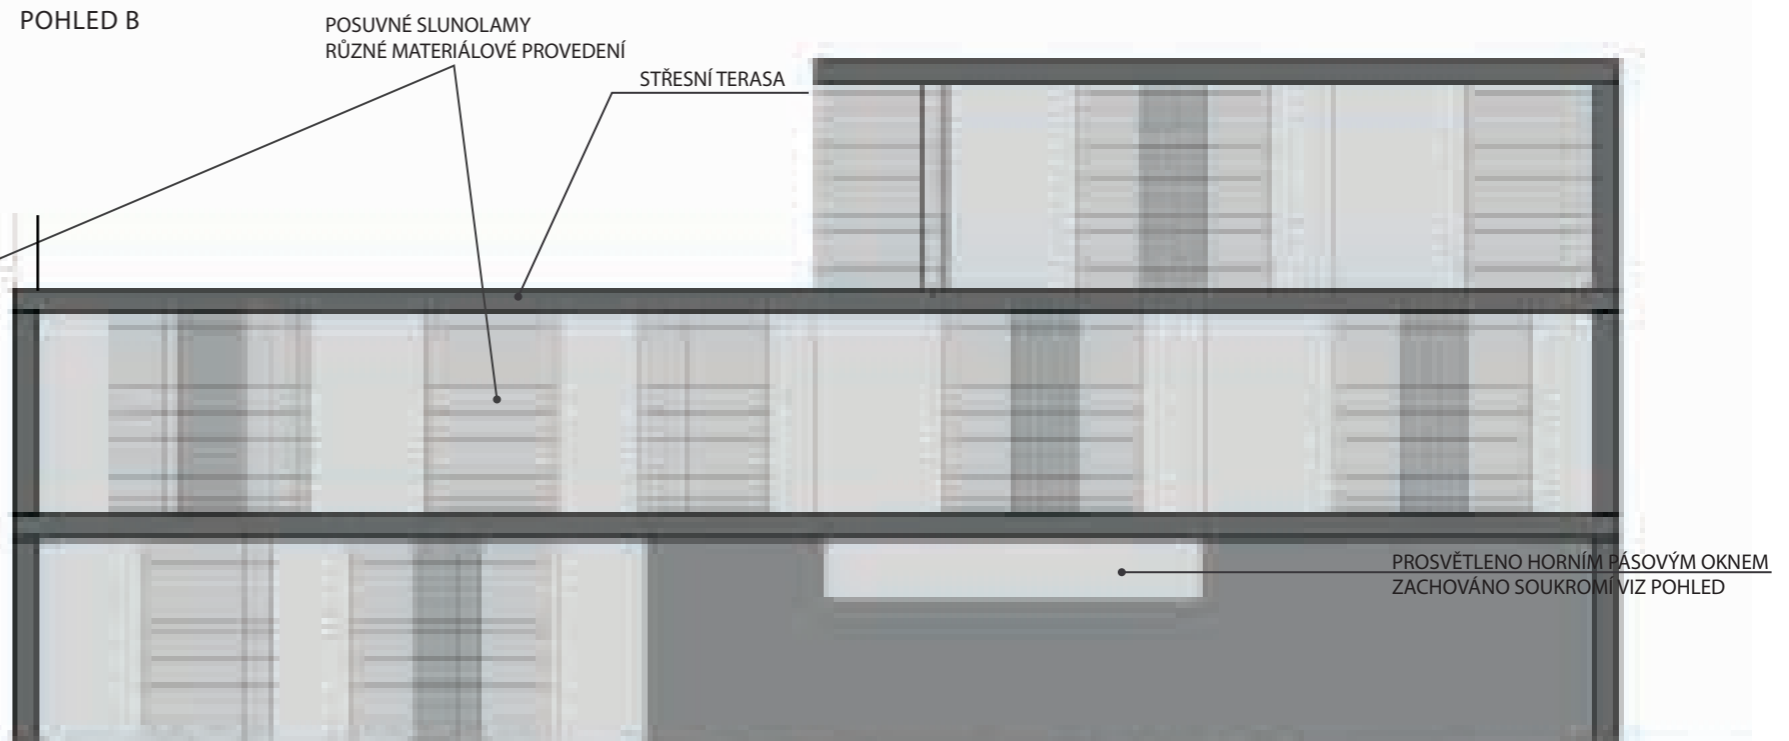 POHLED B
POSUVNÉ SLUNOLAMY
RŮZNÉ MATERIÁLOVÉ PROVEDENÍ
STŘESNÍ TERASA
PROSVĚTLENO HORNÍM PÁSOVÝM OKNEM
ZACHOVÁNO SOUKROMÍ VIZ POHLED